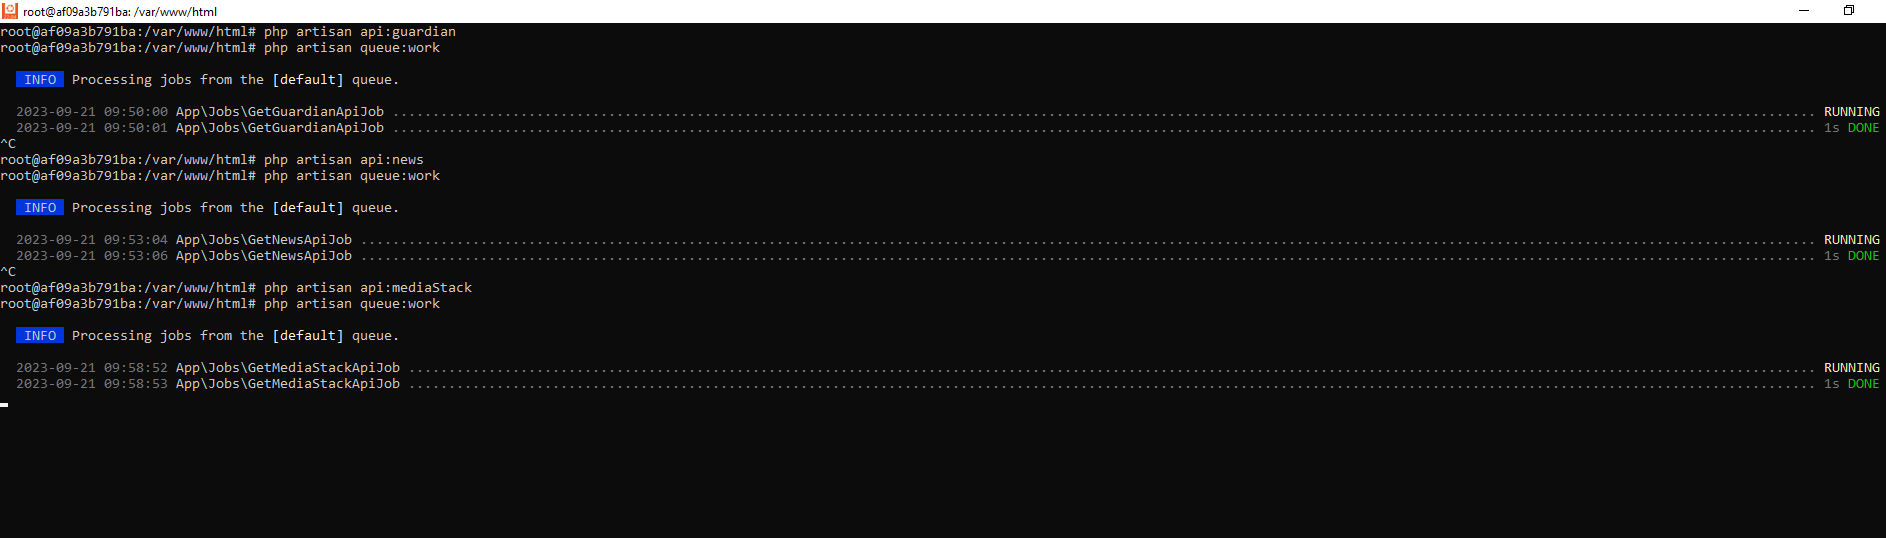 root@af09a3b791ba: /var/www/html
root@af09a3b791ba:/var/www/html# php artisan api:guardian
root@af09a3b791ba:/var/www/html# php artisan queue:work
INFO Processing jobs from the [default] queue.
2023-09-21 09:50:00 App\Jobs\GetGuardianApiJob ................................................................................................................................................................................. RUNNING
2023-09-21 09:50:01 App\Jobs\GetGuardianApiJob ................................................................................................................................................................................. 1s DONE
^C
root@af09a3b791ba:/var/www/html# php artisan api:news
root@af09a3b791ba:/var/www/html# php artisan queue:work
INFO Processing jobs from the [default] queue.
2023-09-21 09:53:04 App\Jobs\GetNewsApiJob ..................................................................................................................................................................................... RUNNING
2023-09-21 09:53:06 App\Jobs\GetNewsApiJob ..................................................................................................................................................................................... 1s DONE
^C
root@af09a3b791ba:/var/www/html# php artisan api:mediaStack
root@af09a3b791ba:/var/www/html# php artisan queue:work
INFO Processing jobs from the [default] queue.
2023-09-21 09:58:52 App\Jobs\GetMediaStackApiJob ............................................................................................................................................................................... RUNNING
2023-09-21 09:58:53 App\Jobs\GetMediaStackApiJob ............................................................................................................................................................................... 1s DONE